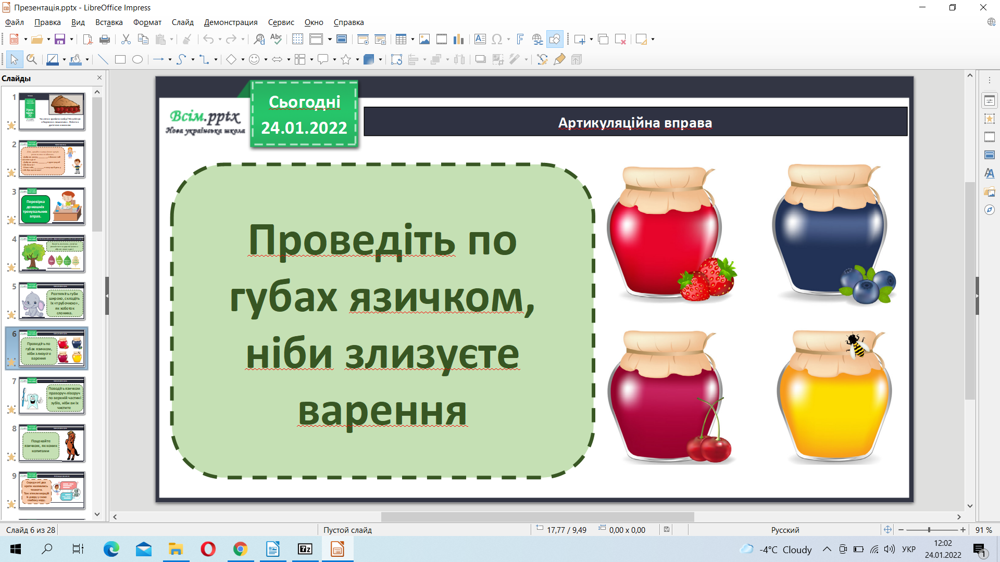 Презентація.pptx - LibreOffice Impress
Файл Правка Вид Вставка Формат Слайд Демонстрация Сервис Окно Справка
Слайды
1
2
3
Перевірка
домашніх
тренувальних
вправ.
4
5
Розтягніть губи
широко, складіть
їх «трубочкою»,
як хоботок
слоника.
6
Проведіть по
губах язичком,
ніби злизуєте
варення
7
Поводіть язичком
праворуч-ліворуч
по верхній частині
зубів, ніби ви їх
чистите
8
Поцокайте
язичком, як коник
копитами
9
Всім.pptx
Нова українська школа
Сьогодні
24.01.2022
Артикуляційна вправа
Проведіть по
губах язичком,
ніби злизуєте
варення
Слайд 6 из 28
Пустой слайд
17,77 / 9,49
0,00 x 0,00
Русский
91 %
-4°C Cloudy
УКР
12:02
24.01.2022
1